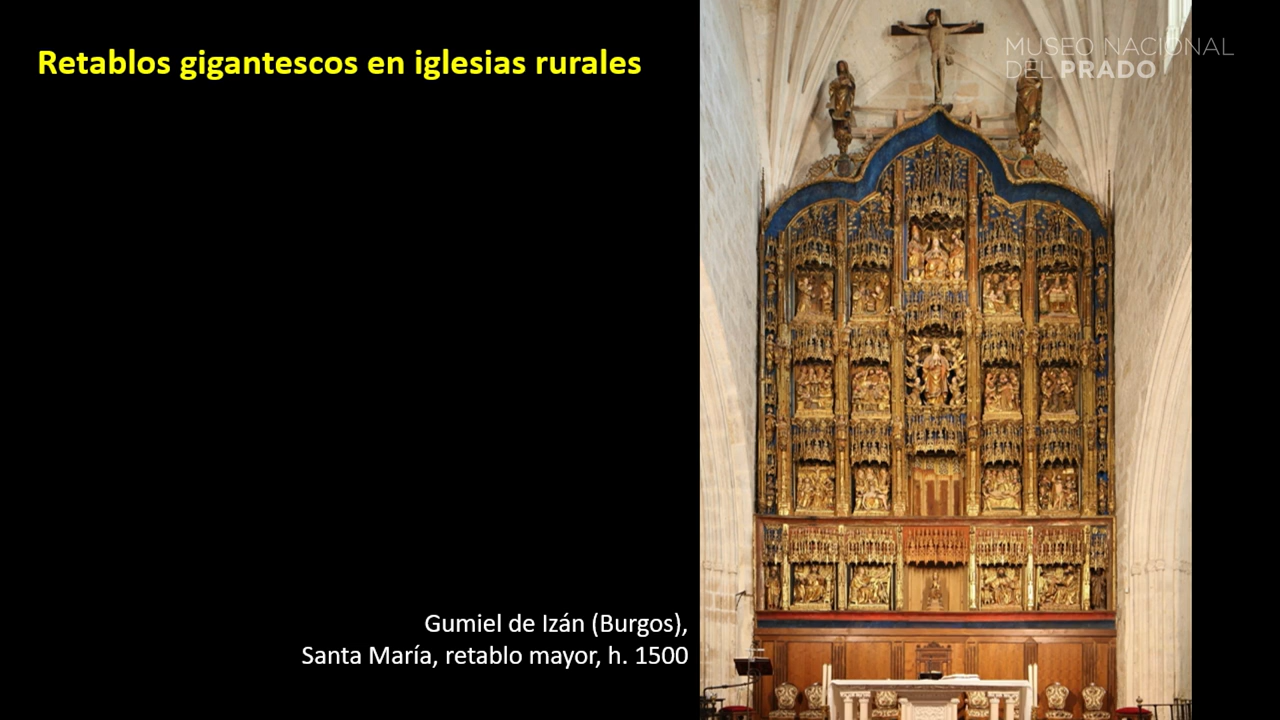 Retablos gigantescos en iglesias rurales
MUSEO NACIONAL
DEL PRADO
Gumiel de Izán (Burgos),
Santa María, retablo mayor, h. 1500